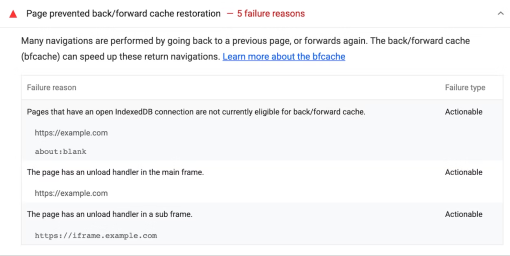 Page prevented back/forward cache restoration — 5 failure reasons
Many navigations are performed by going back to a previous page, or forwards again. The back/forward cache
(bfcache) can speed up these return navigations. Learn more about the bfcache
Failure reason Failure type
Pages that have an open IndexedDB connection are not currently eligible for back/forward cache. Actionable
https://example.com
about:blank
The page has an unload handler in the main frame. Actionable
https://example.com
The page has an unload handler in a sub frame. Actionable
https://iframe.example.com